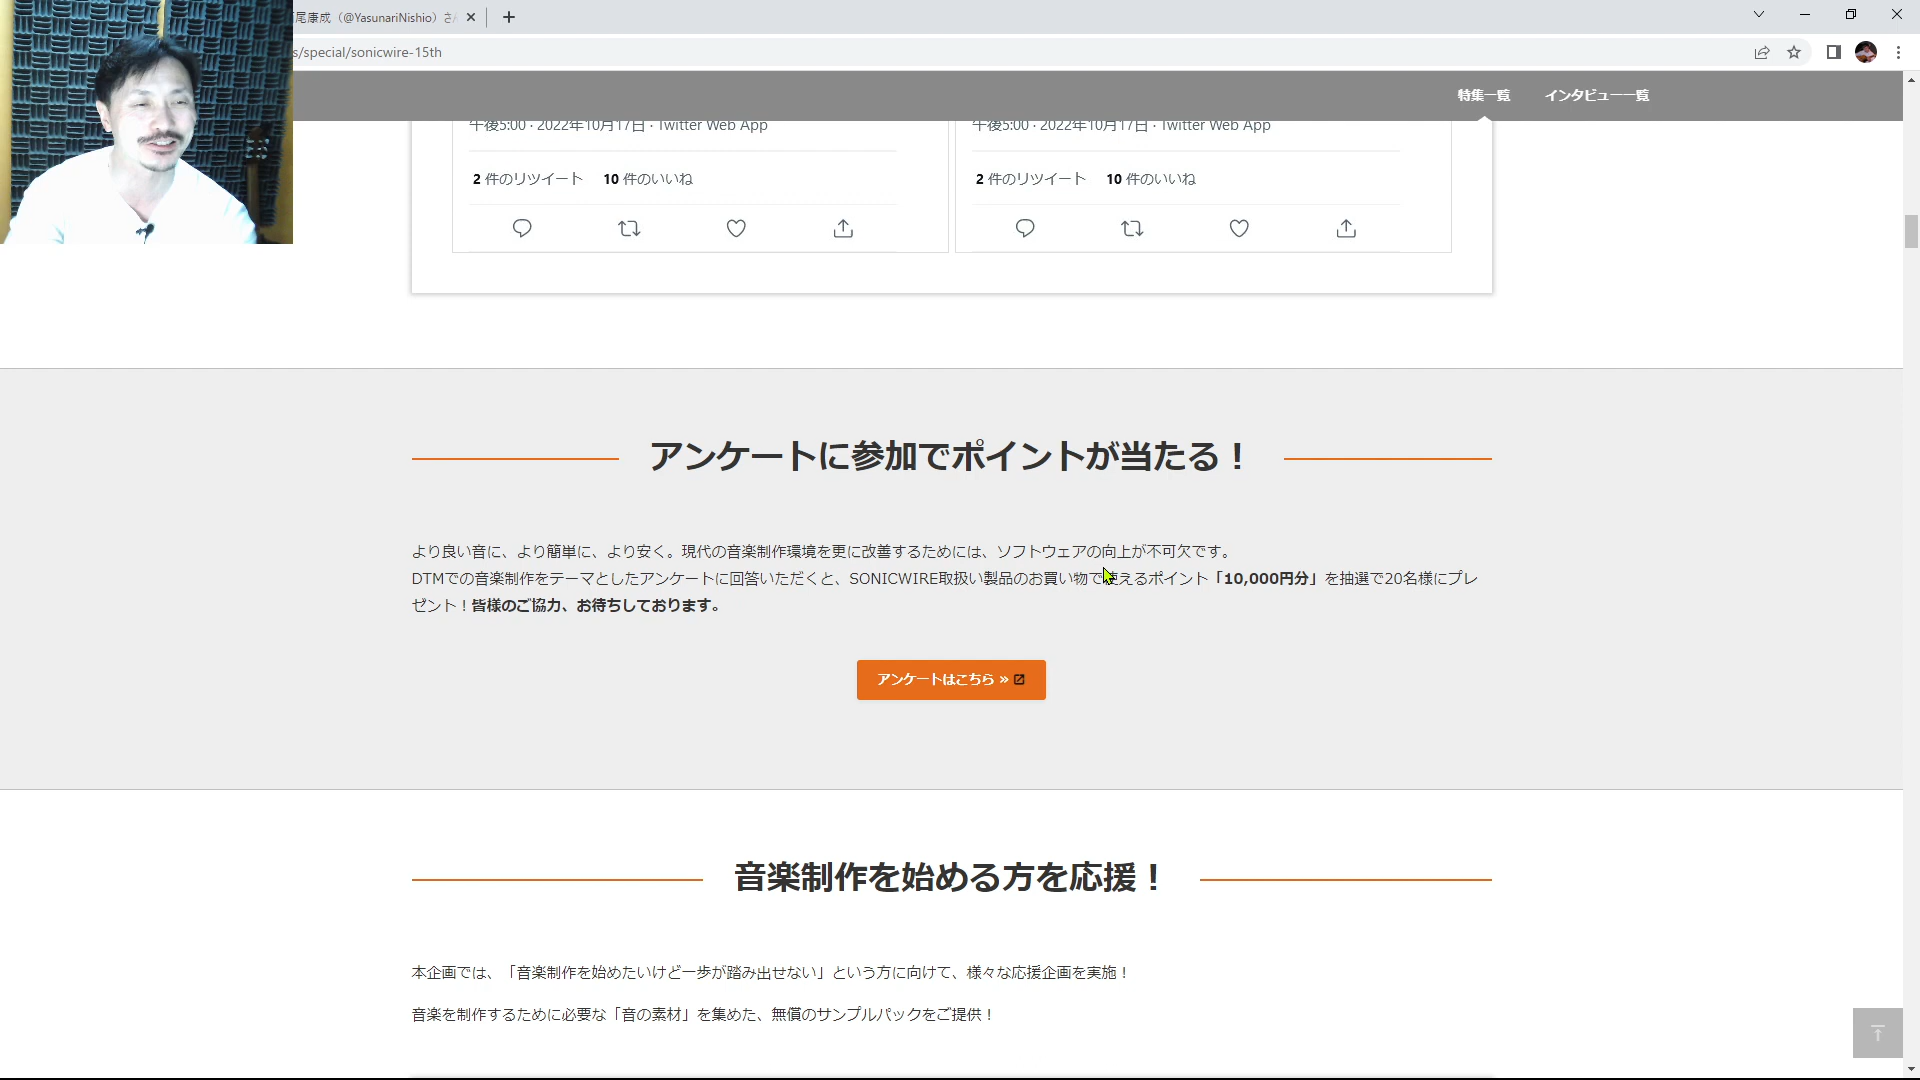 尾康成（@YasunariNishio）さ
s/special/sonicwire-15th
特集一覧 インタビュー一覧
午後5:00 · 2022年10月17日 · Twitter Web App
午後5:00 · 2022年10月17日 · Twitter Web App
2 件のリツイート 10 件のいいね
2 件のリツイート 10 件のいいね
アンケートに参加でポイントが当たる！
より良い音に、より簡単に、より安く。現代の音楽制作環境を更に改善するためには、ソフトウェアの向上が不可欠です。
DTMでの音楽制作をテーマとしたアンケートに回答いただくと、SONICWIRE取扱い製品のお買い物で使えるポイント「10,000円分」を抽選で20名様にプレ
ゼント！皆様のご協力、お待ちしております。
アンケートはこちら »
音楽制作を始める方を応援！
本企画では、「音楽制作を始めたいけど一歩が踏み出せない」という方に向けて、様々な応援企画を実施！
音楽を制作するために必要な「音の素材」を集めた、無償のサンプルパックをご提供！